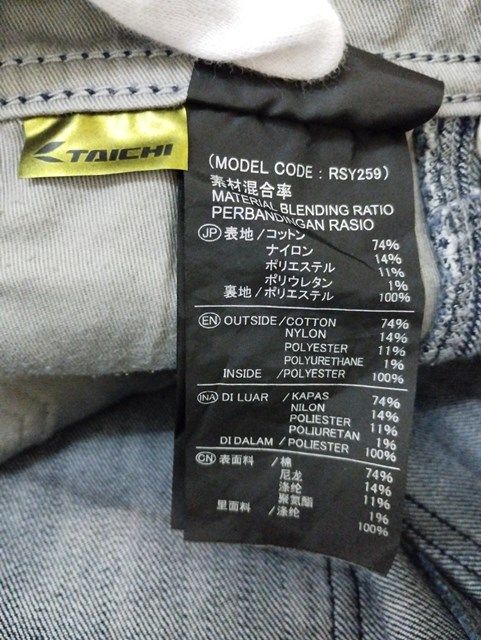 TAICHI
(MODEL CODE : RSY259)
素材混合率
MATERIAL BLENDING RATIO
PERBANDINGAN RASIO
JP 表地/コットン 74%
ナイロン 14%
ポリエステル 11%
ポリウレタン 1%
裏地/ポリエステル 100%
EN OUTSIDE/COTTON 74%
NYLON 14%
POLYESTER 11%
POLYURETHANE 1%
INSIDE /POLYESTER 100%
INA DI LUAR /KAPAS 74%
NILON 14%
POLIESTER 11%
POLIURETAN 1%
DI DALAM /POLIESTER 100%
CN 表面料 /棉 74%
尼龙 14%
涤纶 11%
聚氨酯 1%
里面料 /涤纶 100%